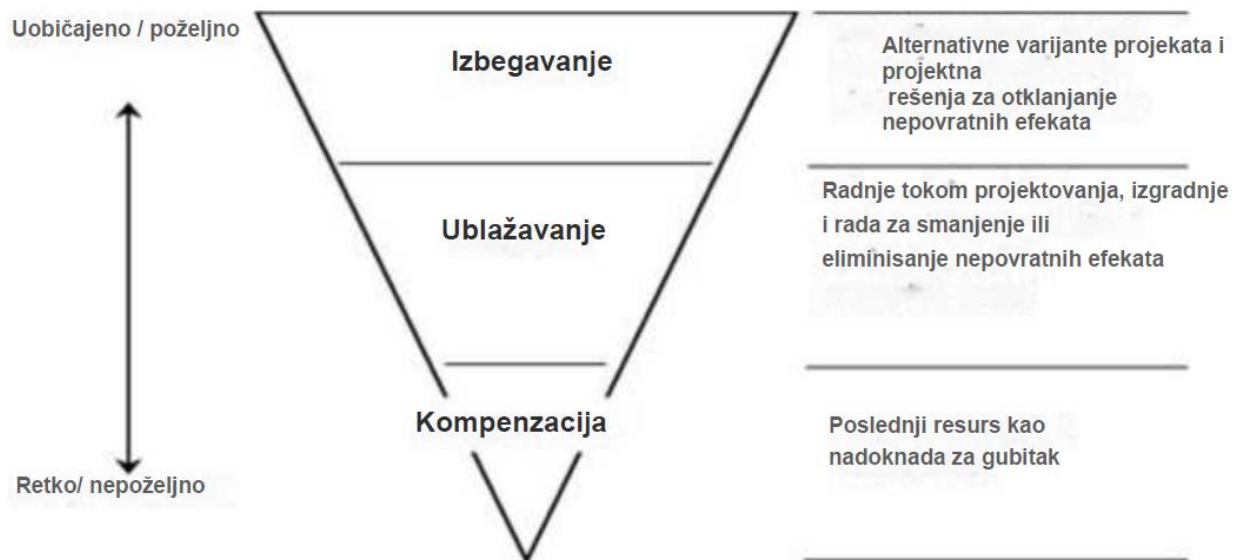 Uobičajeno / poželjno
Izbegavanje
Alternativne varijante projekata i
projektna
rešenja za otklanjanje
nepovratnih efekata
Ublažavanje
Radnje tokom projektovanja, izgradnje
i rada za smanjenje ili
eliminisanje nepovratnih efekata
Kompenzacija
Poslednji resurs kao
nadoknada za gubitak
Retko/ nepoželjno